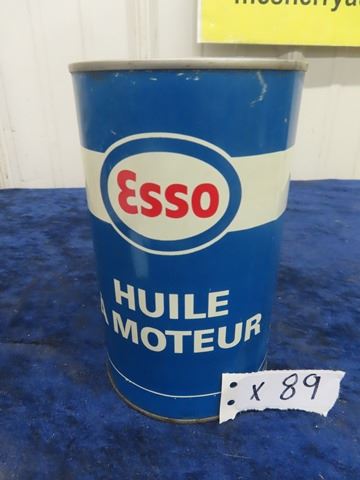 Esso
HUILE
À MOTEUR
X 89